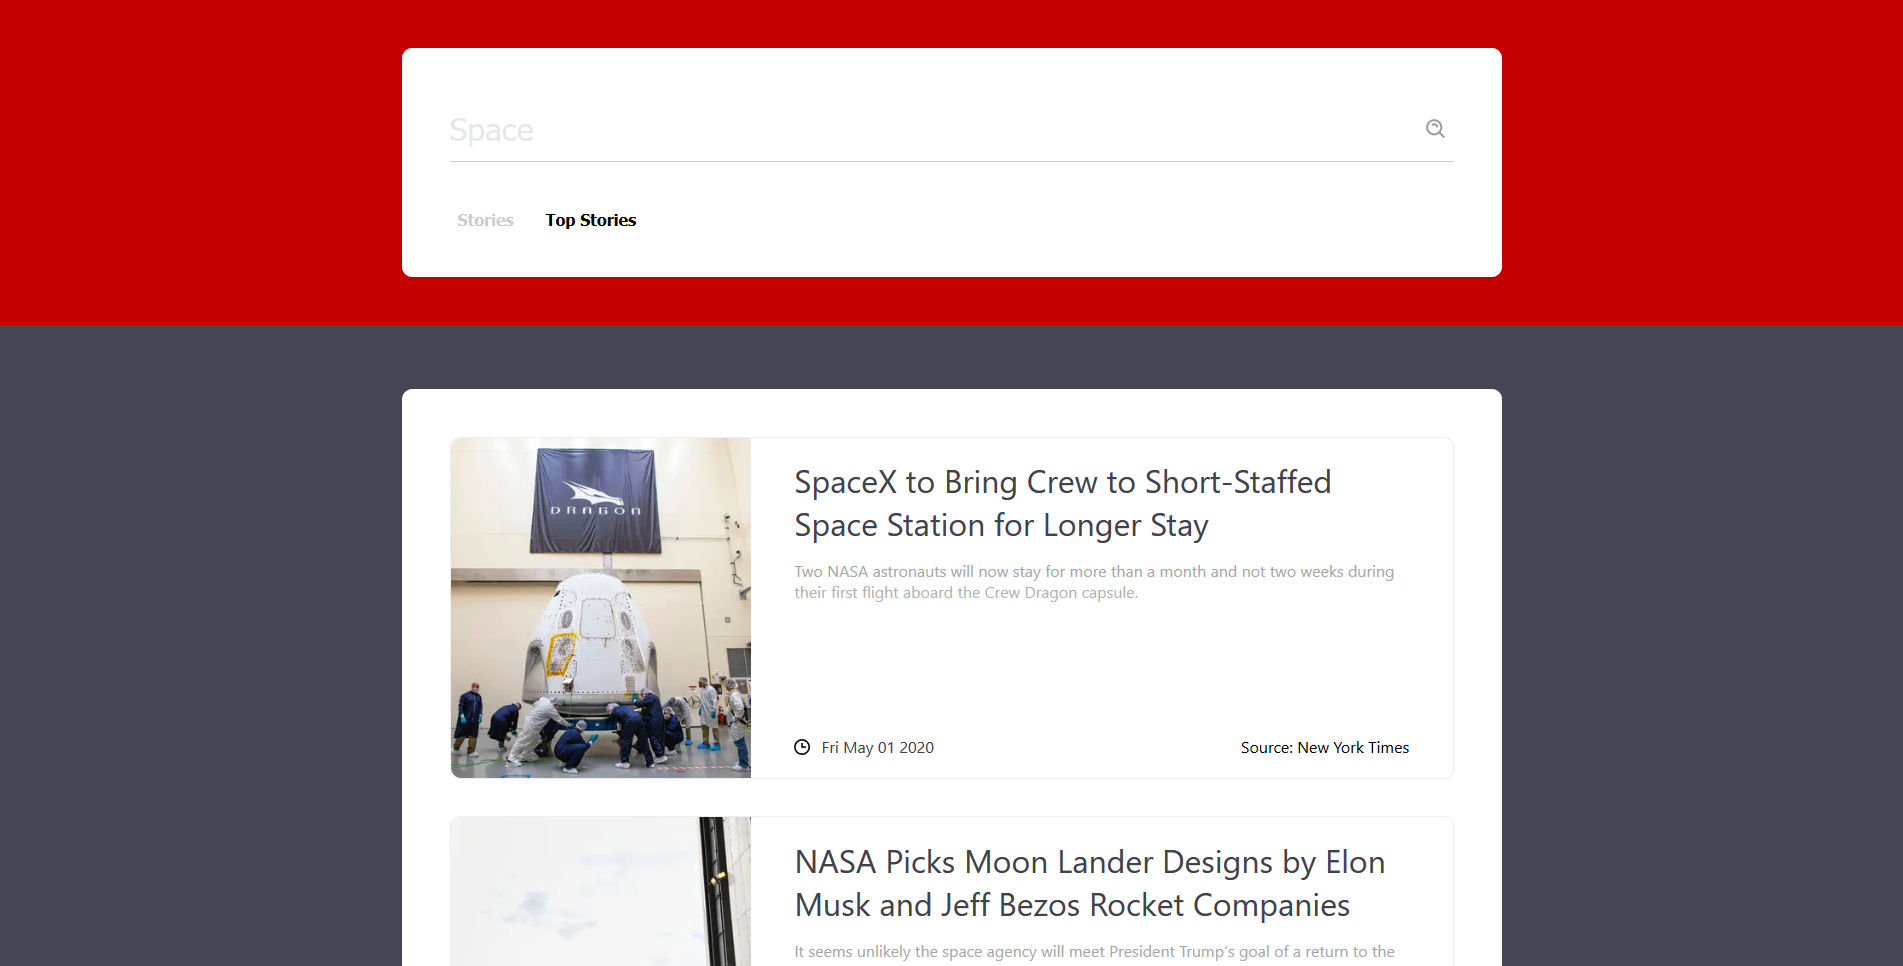 Space
Stories
Top Stories
DRAGON
SpaceX to Bring Crew to Short-Staffed
Space Station for Longer Stay
Two NASA astronauts will now stay for more than a month and not two weeks during
their first flight aboard the Crew Dragon capsule.
Fri May 01 2020
Source: New York Times
NASA Picks Moon Lander Designs by Elon
Musk and Jeff Bezos Rocket Companies
It seems unlikely the space agency will meet President Trump’s goal of a return to the